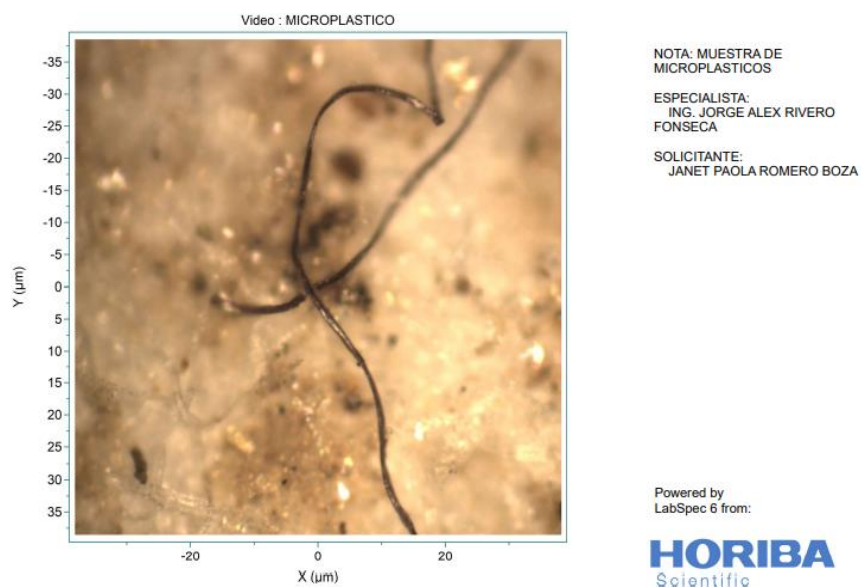 Video : MICROPLASTICO
-35
-30
-25
-20
-15
-10
-5
0
5
10
15
20
25
30
35
Y (µm)
-20
0
20
X (µm)
NOTA: MUESTRA DE
MICROPLASTICOS
ESPECIALISTA:
ING. JORGE ALEX RIVERO
FONSECA
SOLICITANTE:
JANET PAOLA ROMERO BOZA
Powered by
LabSpec 6 from:
HORIBA
Scientific